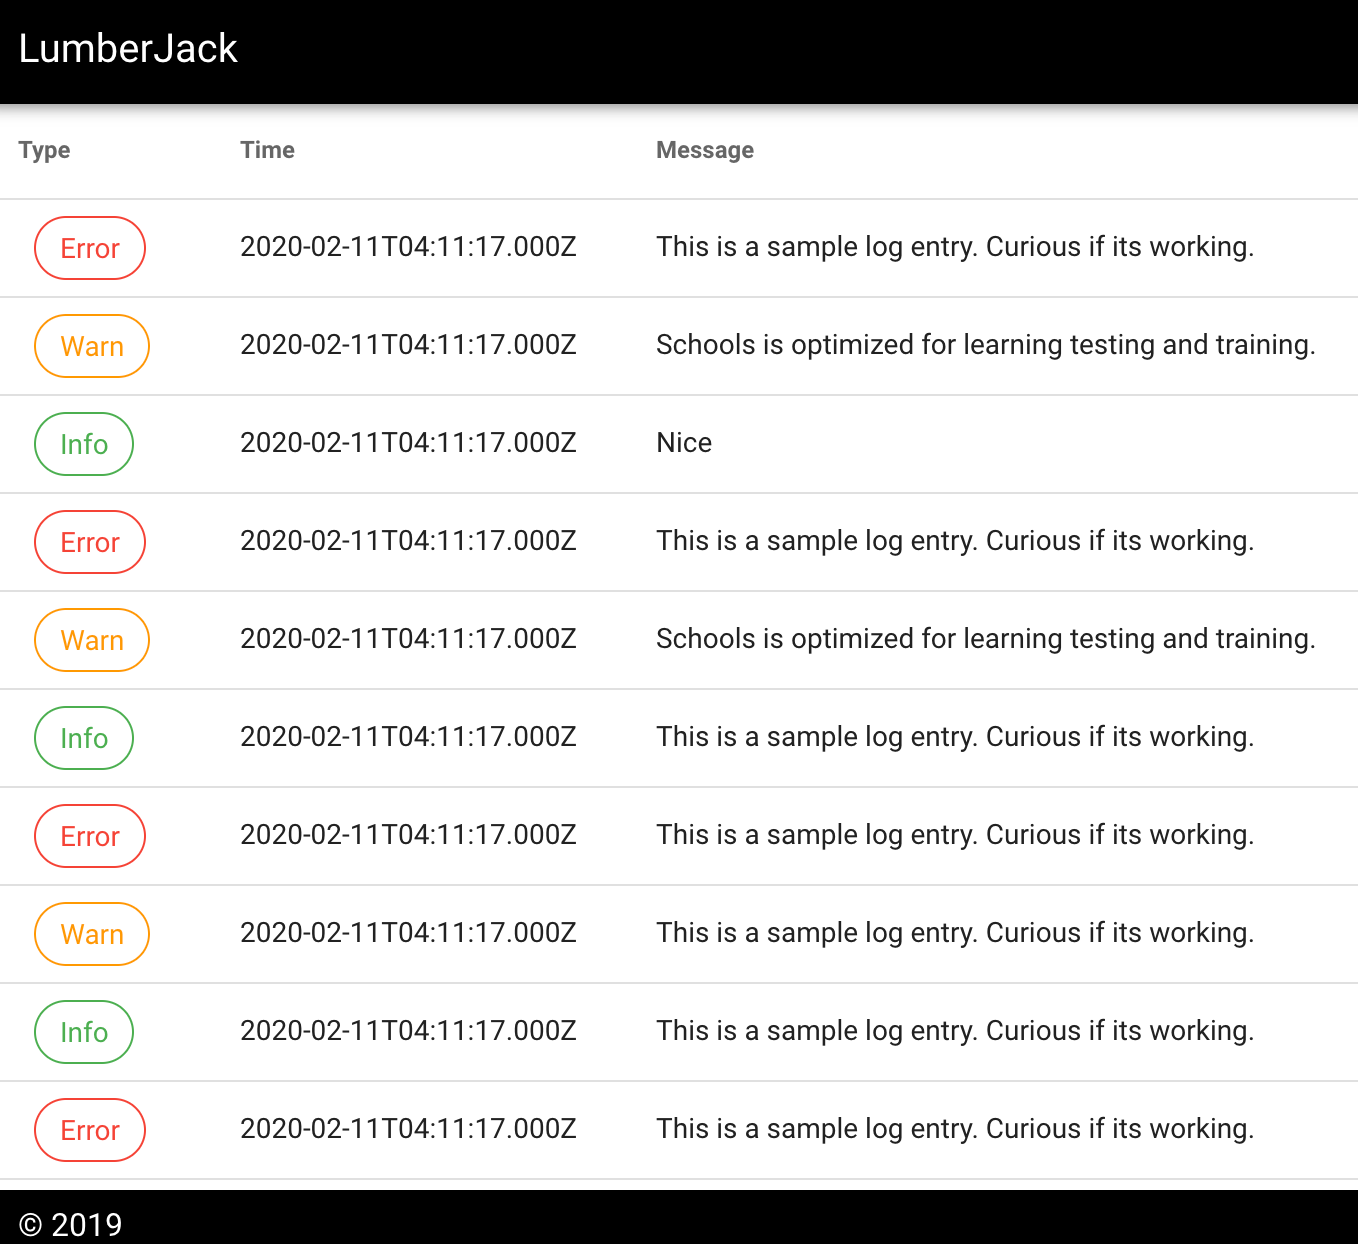 LumberJack
Type Time Message
Error 2020-02-11T04:11:17.000Z This is a sample log entry. Curious if its working.
Warn 2020-02-11T04:11:17.000Z Schools is optimized for learning testing and training.
Info 2020-02-11T04:11:17.000Z Nice
Error 2020-02-11T04:11:17.000Z This is a sample log entry. Curious if its working.
Warn 2020-02-11T04:11:17.000Z Schools is optimized for learning testing and training.
Info 2020-02-11T04:11:17.000Z This is a sample log entry. Curious if its working.
Error 2020-02-11T04:11:17.000Z This is a sample log entry. Curious if its working.
Warn 2020-02-11T04:11:17.000Z This is a sample log entry. Curious if its working.
Info 2020-02-11T04:11:17.000Z This is a sample log entry. Curious if its working.
Error 2020-02-11T04:11:17.000Z This is a sample log entry. Curious if its working.
© 2019